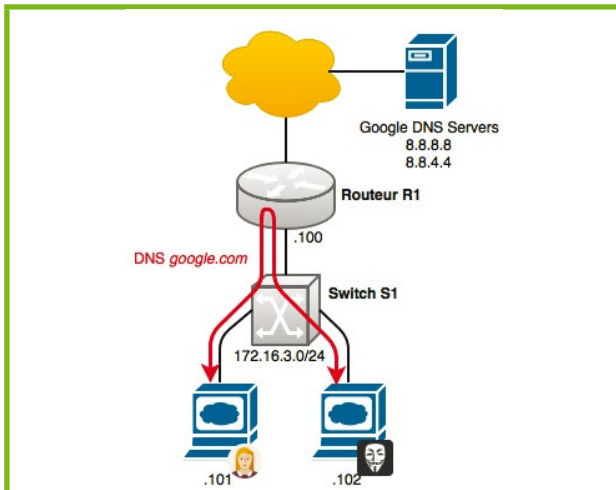 Google DNS Servers
8.8.8.8
8.8.4.4
Routeur R1
.100
DNS google.com
Switch S1
172.16.3.0/24
.101
.102